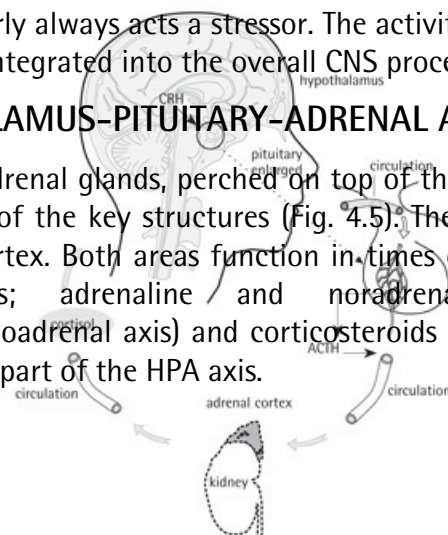 rly always acts a stressor. The activit
ntegrated into the overall CNS proce
hypothalamus
CRH
LAMUS–PITUITARY–ADRENAL A
pituitary
enlarged
circulation
drenal glands, perched on top of th
of the key structures (Fig. 4.5). The
rtex. Both areas function in times
s; adrenaline and noradrena
cortisol
oadrenal axis) and corticosteroids
ACTH
part of the HPA axis.
circulation
circulation
adrenal cortex
kidney